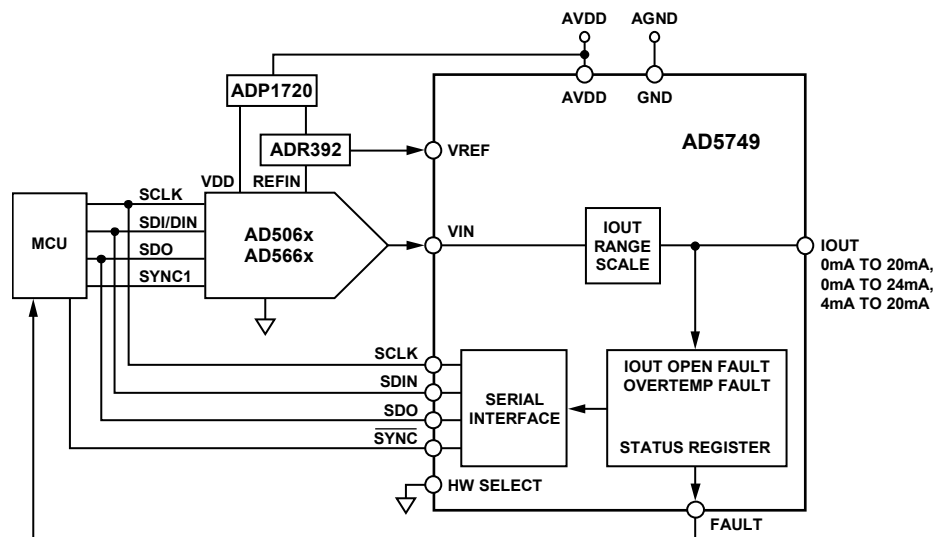 AVDD
AGND
ADP1720
AVDD
GND
AD5749
ADR392
VREF
VDD
REFIN
SCLK
MCU
SDI/DIN
SDO
SYNC1
AD506x
AD566x
VIN
IOUT
RANGE
SCALE
IOUT
0mA TO 20mA,
0mA TO 24mA,
4mA TO 20mA
SCLK
SDIN
SDO
SYNC
SERIAL
INTERFACE
IOUT OPEN FAULT
OVERTEMP FAULT
STATUS REGISTER
HW SELECT
FAULT